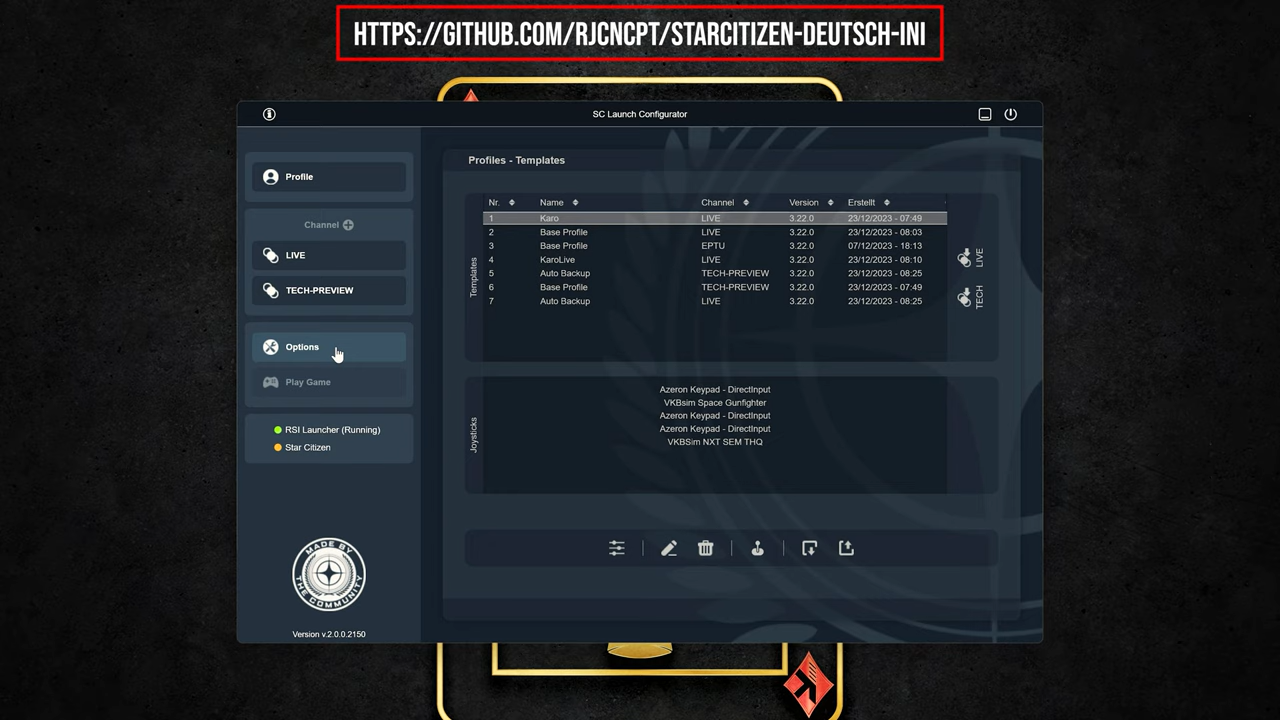 HTTPS://GITHUB.COM/RJCNCPT/STARCITIZEN-DEUTSCH-INI
SC Launch Configurator
Profile
Channel
LIVE
TECH-PREVIEW
Options
Play Game
RSI Launcher (Running)
Star Citizen
MADE BY
THE COMMUNITY
Version v.2.0.0.2150
Profiles - Templates
Templates
Nr. Name Channel Version Erstellt
1 Karo LIVE 3.22.0 23/12/2023 - 07:49
2 Base Profile LIVE 3.22.0 23/12/2023 - 08:03
3 Base Profile EPTU 3.22.0 07/12/2023 - 18:13
4 KaroLive LIVE 3.22.0 23/12/2023 - 08:10
5 Auto Backup TECH-PREVIEW 3.22.0 23/12/2023 - 08:25
6 Base Profile TECH-PREVIEW 3.22.0 23/12/2023 - 07:49
7 Auto Backup LIVE 3.22.0 23/12/2023 - 08:25
LIVE
TECH
Joysticks
Azeron Keypad - DirectInput
VKBsim Space Gunfighter
Azeron Keypad - DirectInput
Azeron Keypad - DirectInput
VKBSim NXT SEM THQ